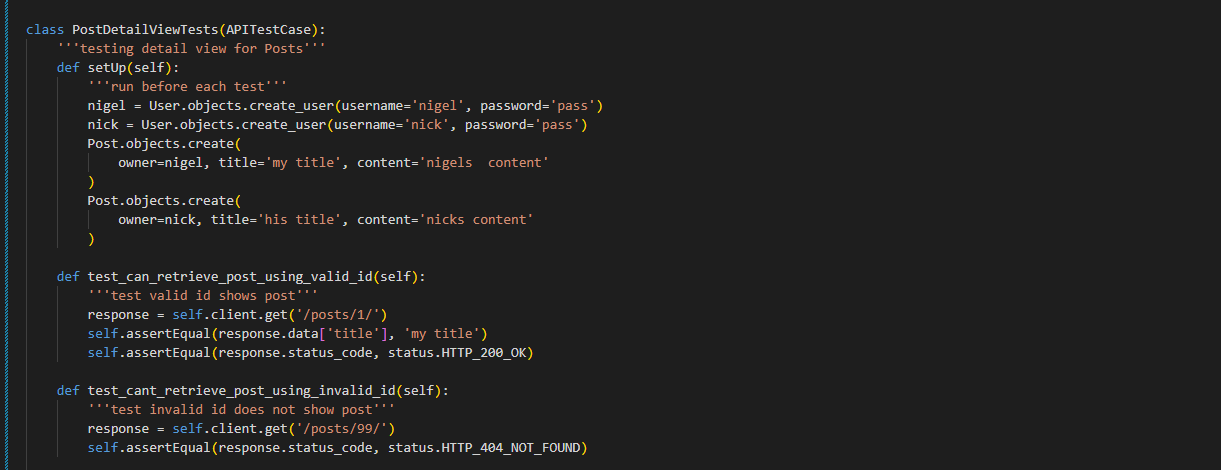 class PostDetailViewTests(APITestCase):
    '''testing detail view for Posts'''
    def setUp(self):
        '''run before each test'''
        nigel = User.objects.create_user(username='nigel', password='pass')
        nick = User.objects.create_user(username='nick', password='pass')
        Post.objects.create(
            owner=nigel, title='my title', content='nigels  content'
        )
        Post.objects.create(
            owner=nick, title='his title', content='nicks content'
        )

    def test_can_retrieve_post_using_valid_id(self):
        '''test valid id shows post'''
        response = self.client.get('/posts/1/')
        self.assertEqual(response.data['title'], 'my title')
        self.assertEqual(response.status_code, status.HTTP_200_OK)

    def test_cant_retrieve_post_using_invalid_id(self):
        '''test invalid id does not show post'''
        response = self.client.get('/posts/99/')
        self.assertEqual(response.status_code, status.HTTP_404_NOT_FOUND)